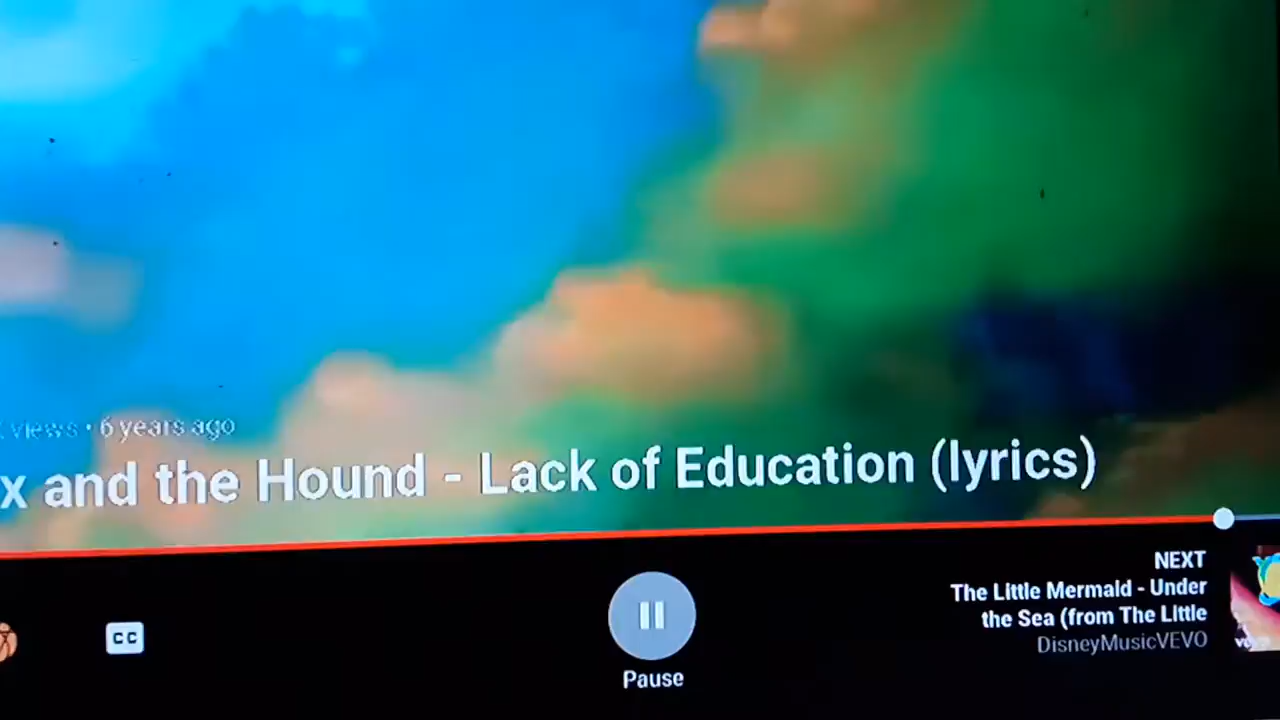 views • 6 years ago
x and the Hound - Lack of Education (lyrics)
NEXT
The Little Mermaid - Under
the Sea (from The Little
DisneyMusicVEVO
CC
Pause